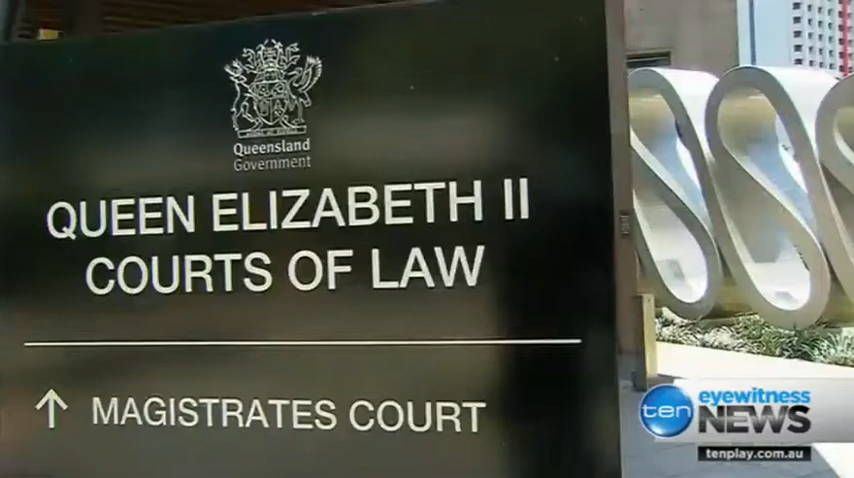 Queensland
Government
QUEEN ELIZABETH II
COURTS OF LAW
↑ MAGISTRATES COURT
ten eyewitness
NEWS
tenplay.com.au